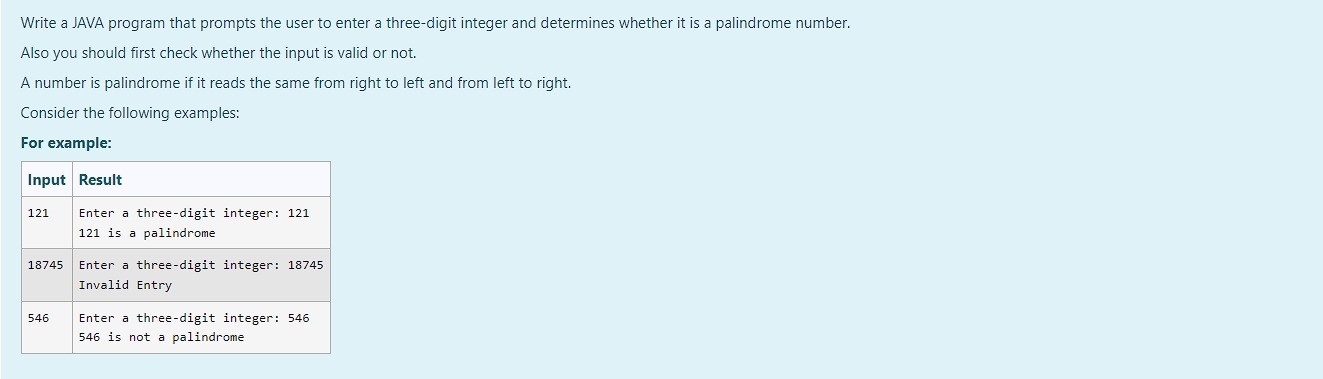 Write a JAVA program that prompts the user to enter a three-digit integer and determines whether it is a palindrome number.
Also you should first check whether the input is valid or not.
A number is palindrome if it reads the same from right to left and from left to right.
Consider the following examples:
For example:
Input Result
121 Enter a three-digit integer: 121
121 is a palindrome
18745 Enter a three-digit integer: 18745
Invalid Entry
546 Enter a three-digit integer: 546
546 is not a palindrome